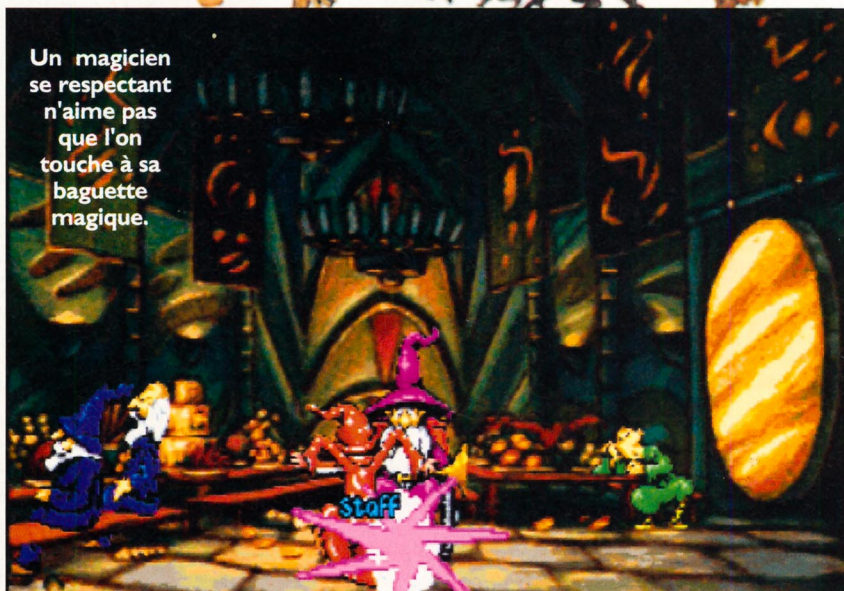 Un magicien
se respectant
n'aime pas
que l'on
touche à sa
baguette
magique.
Staff